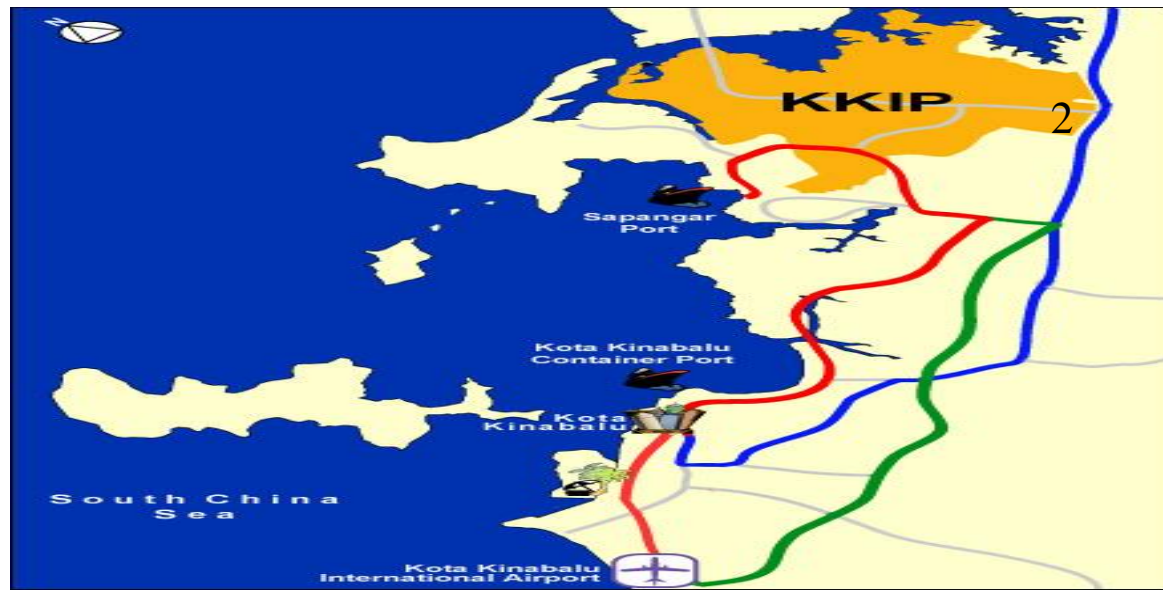 N
KKIP
2
Sapangar
Port
Kota Kinabalu
Container Port
Kota
Kinabalu
South China
Sea
Kota Kinabalu
International Airport